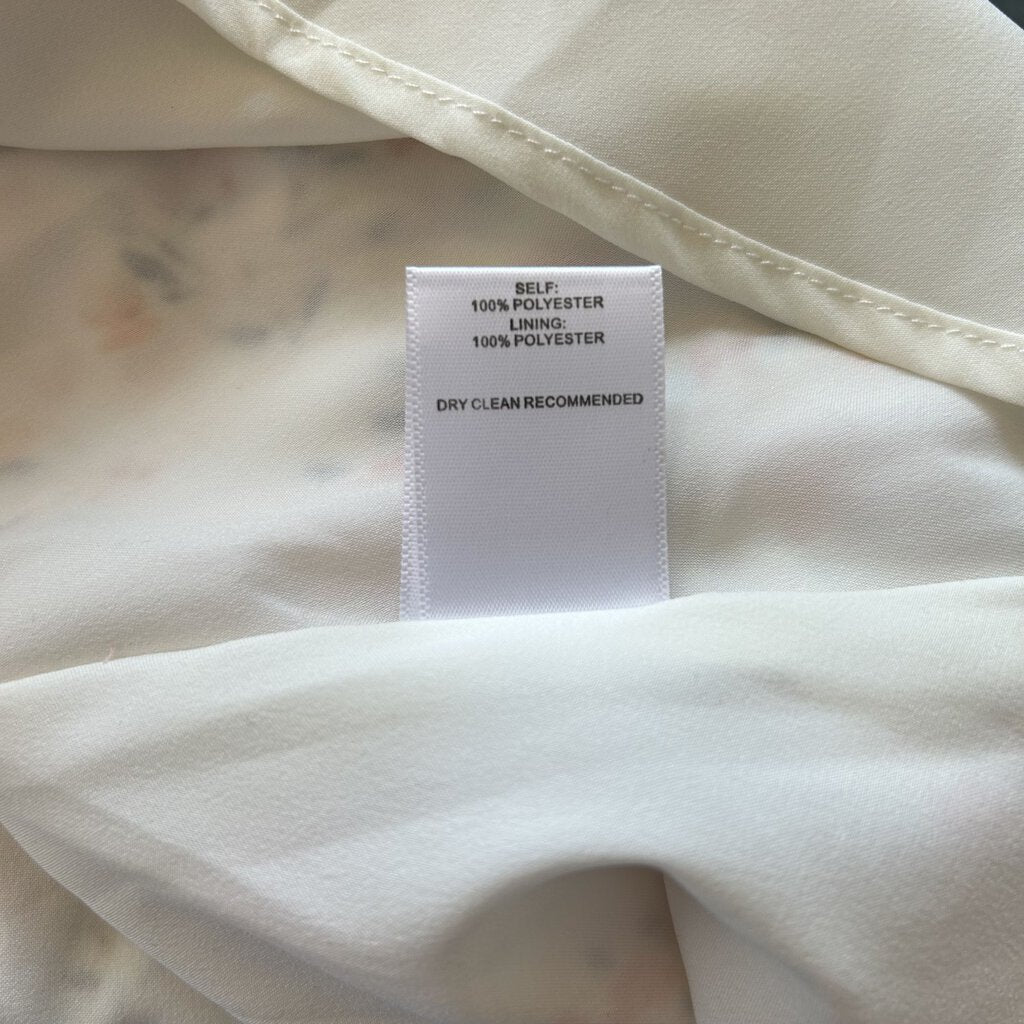 SELF:
100% POLYESTER
LINING:
100% POLYESTER
DRY CLEAN RECOMMENDED